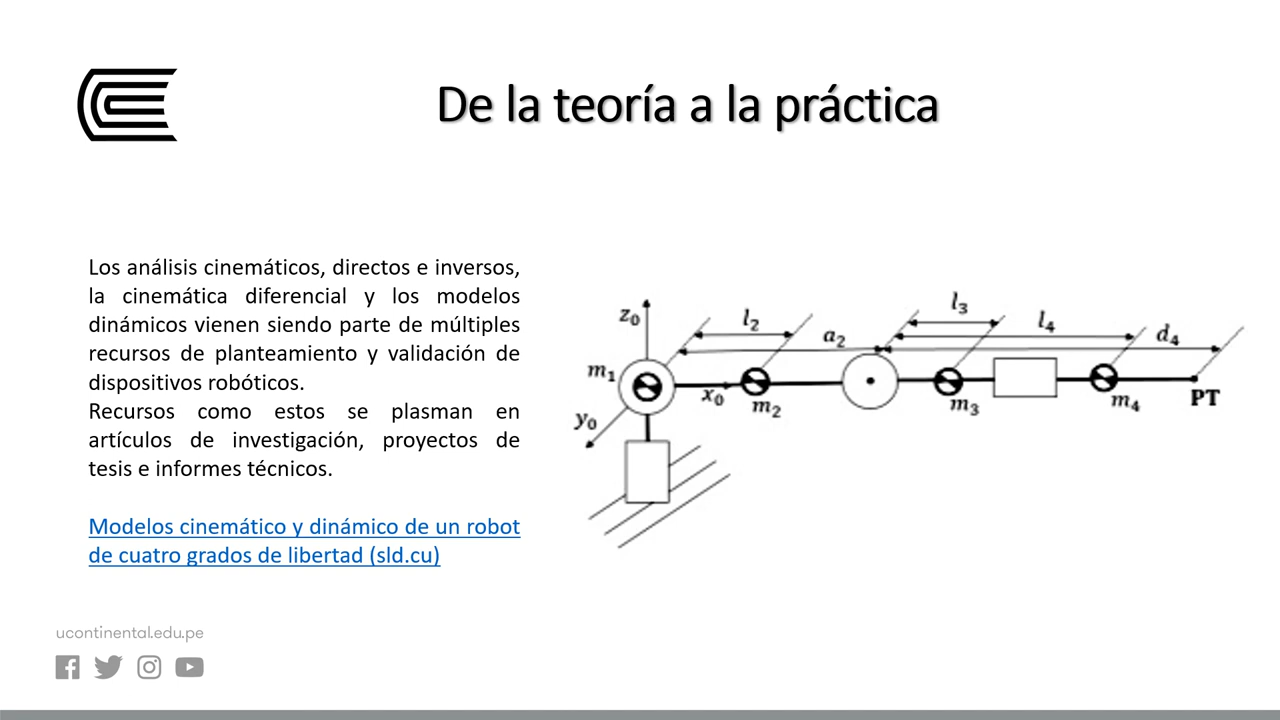 De la teoría a la práctica
Los análisis cinemáticos, directos e inversos,
la cinemática diferencial y los modelos
dinámicos vienen siendo parte de múltiples
recursos de planteamiento y validación de
dispositivos robóticos.
Recursos como estos se plasman en
artículos de investigación, proyectos de
tesis e informes técnicos.
Modelos cinemático y dinámico de un robot
de cuatro grados de libertad (sld.cu)
z₀
l₂
a₂
l₃
l₄
d₄
m₁
x₀
m₂
m₃
m₄
PT
y₀
ucontinental.edu.pe